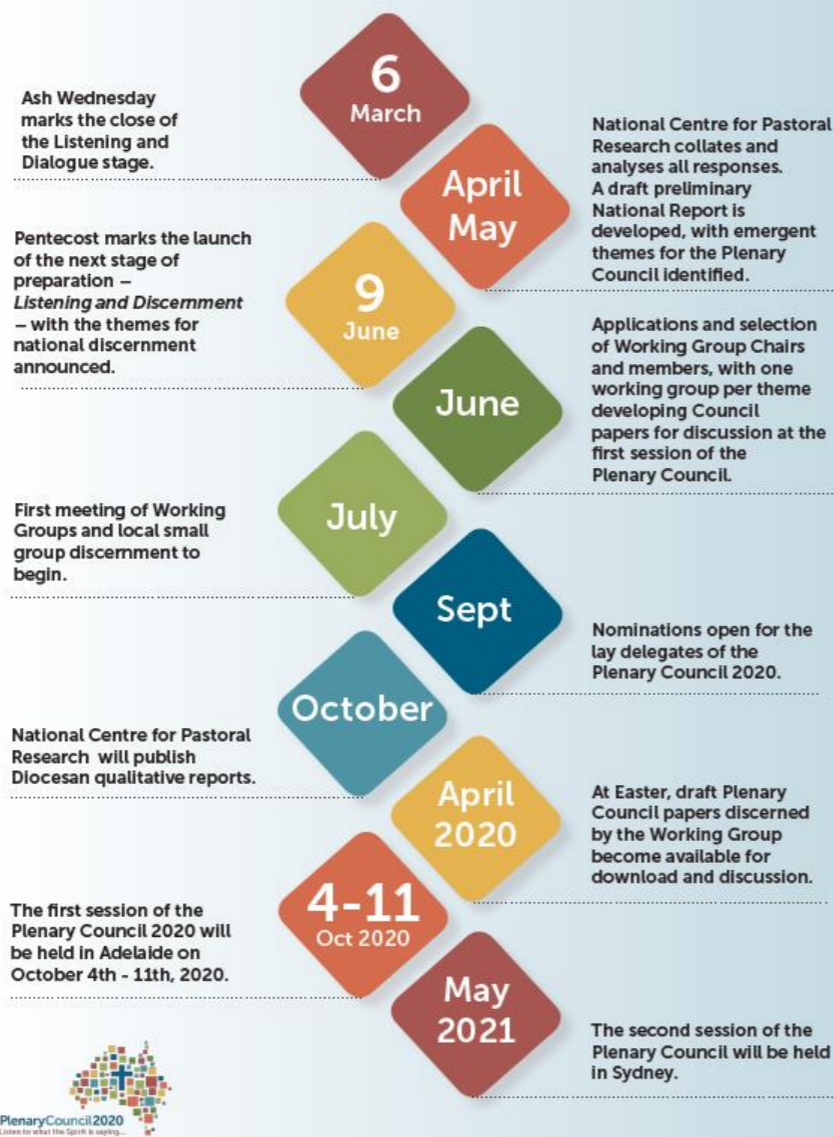 6
March
Ash Wednesday
marks the close of
the Listening and
Dialogue stage.
April
May
National Centre for Pastoral
Research collates and
analyses all responses.
A draft preliminary
National Report is
developed, with emergent
themes for the Plenary
Council identified.
9
June
Pentecost marks the launch
of the next stage of
preparation –
Listening and Discernment
– with the themes for
national discernment
announced.
June
Applications and selection
of Working Group Chairs
and members, with one
working group per theme
developing Council
papers for discussion at the
first session of the
Plenary Council.
July
First meeting of Working
Groups and local small
group discernment to
begin.
Sept
Nominations open for the
lay delegates of the
Plenary Council 2020.
October
National Centre for Pastoral
Research will publish
Diocesan qualitative reports.
April
2020
At Easter, draft Plenary
Council papers discerned
by the Working Group
become available for
download and discussion.
4-11
Oct 2020
The first session of the
Plenary Council 2020 will
be held in Adelaide on
October 4th - 11th, 2020.
May
2021
The second session of the
Plenary Council will be held
in Sydney.
PlenaryCouncil2020
Listen to what the Spirit is saying...